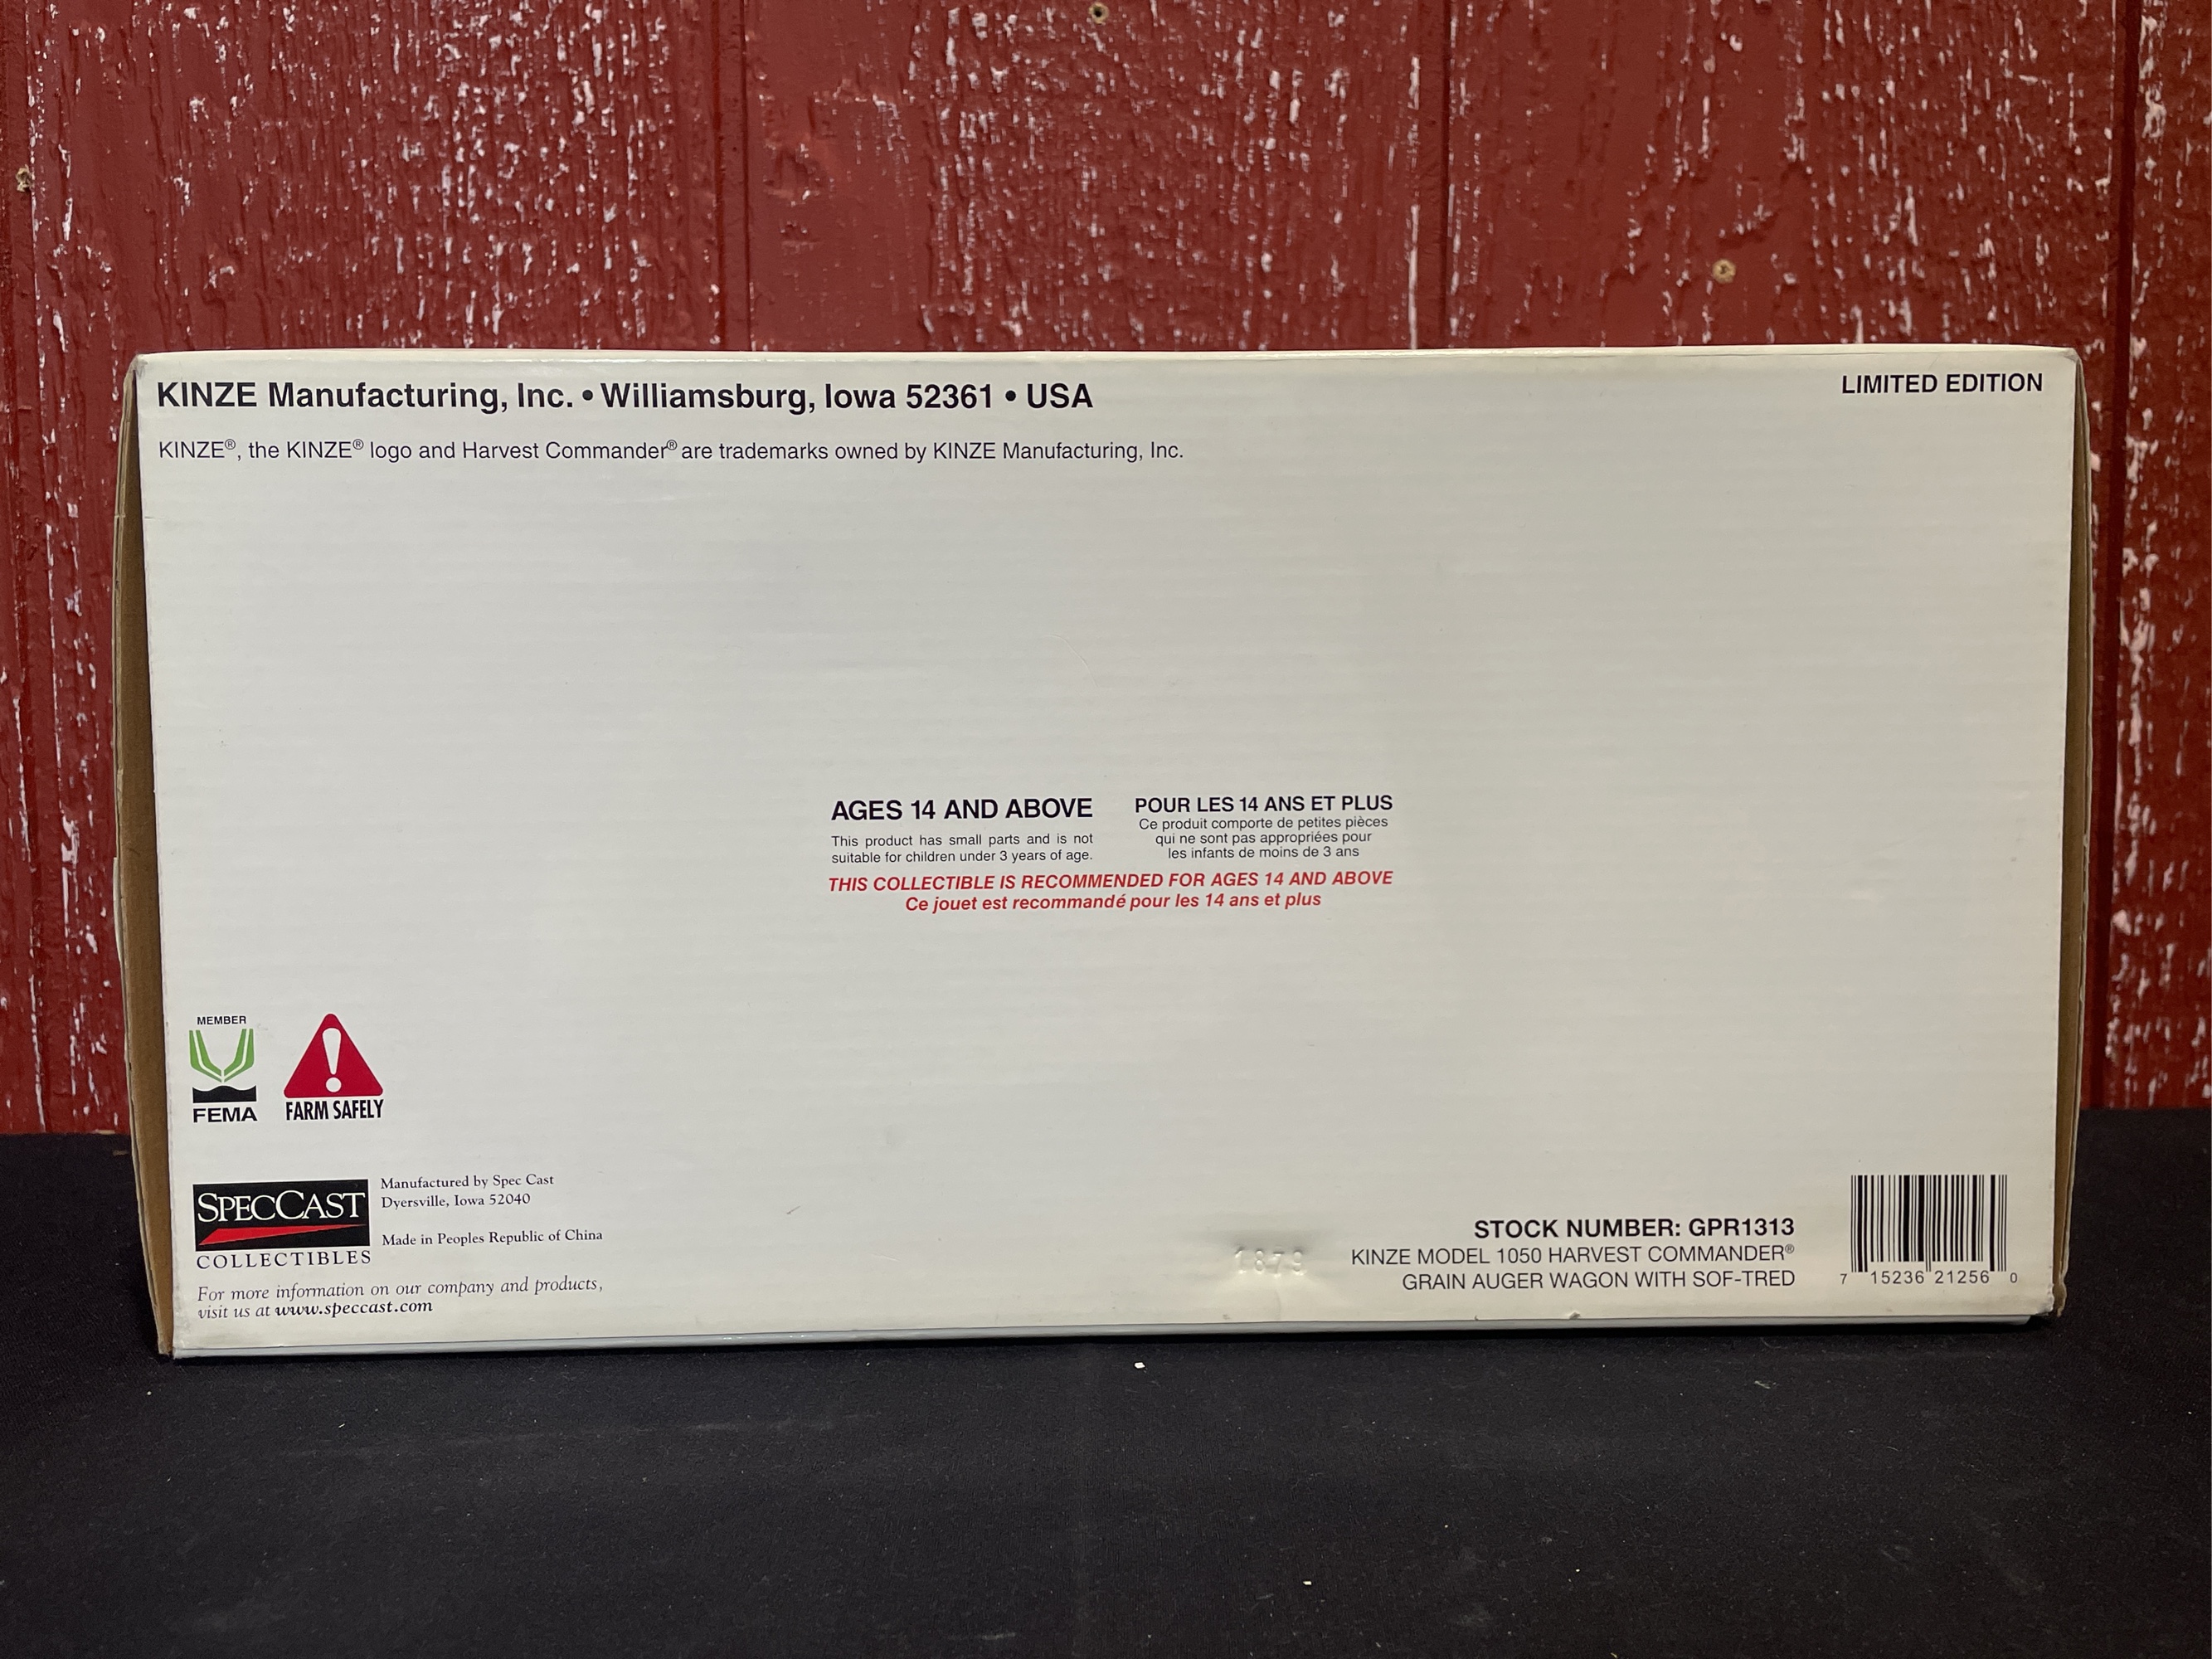 KINZE Manufacturing, Inc. • Williamsburg, Iowa 52361 • USA
LIMITED EDITION
KINZE®, the KINZE® logo and Harvest Commander® are trademarks owned by KINZE Manufacturing, Inc.
AGES 14 AND ABOVE
This product has small parts and is not
suitable for children under 3 years of age.
POUR LES 14 ANS ET PLUS
Ce produit comporte de petites pièces
qui ne sont pas appropriées pour
les infants de moins de 3 ans
THIS COLLECTIBLE IS RECOMMENDED FOR AGES 14 AND ABOVE
Ce jouet est recommandé pour les 14 ans et plus
MEMBER
FEMA
FARM SAFELY
SPECCAST
COLLECTIBLES
Manufactured by Spec Cast
Dyersville, Iowa 52040
Made in Peoples Republic of China
For more information on our company and products,
visit us at www.speccast.com
1879
STOCK NUMBER: GPR1313
KINZE MODEL 1050 HARVEST COMMANDER®
GRAIN AUGER WAGON WITH SOF-TRED
7 15236 21256 0